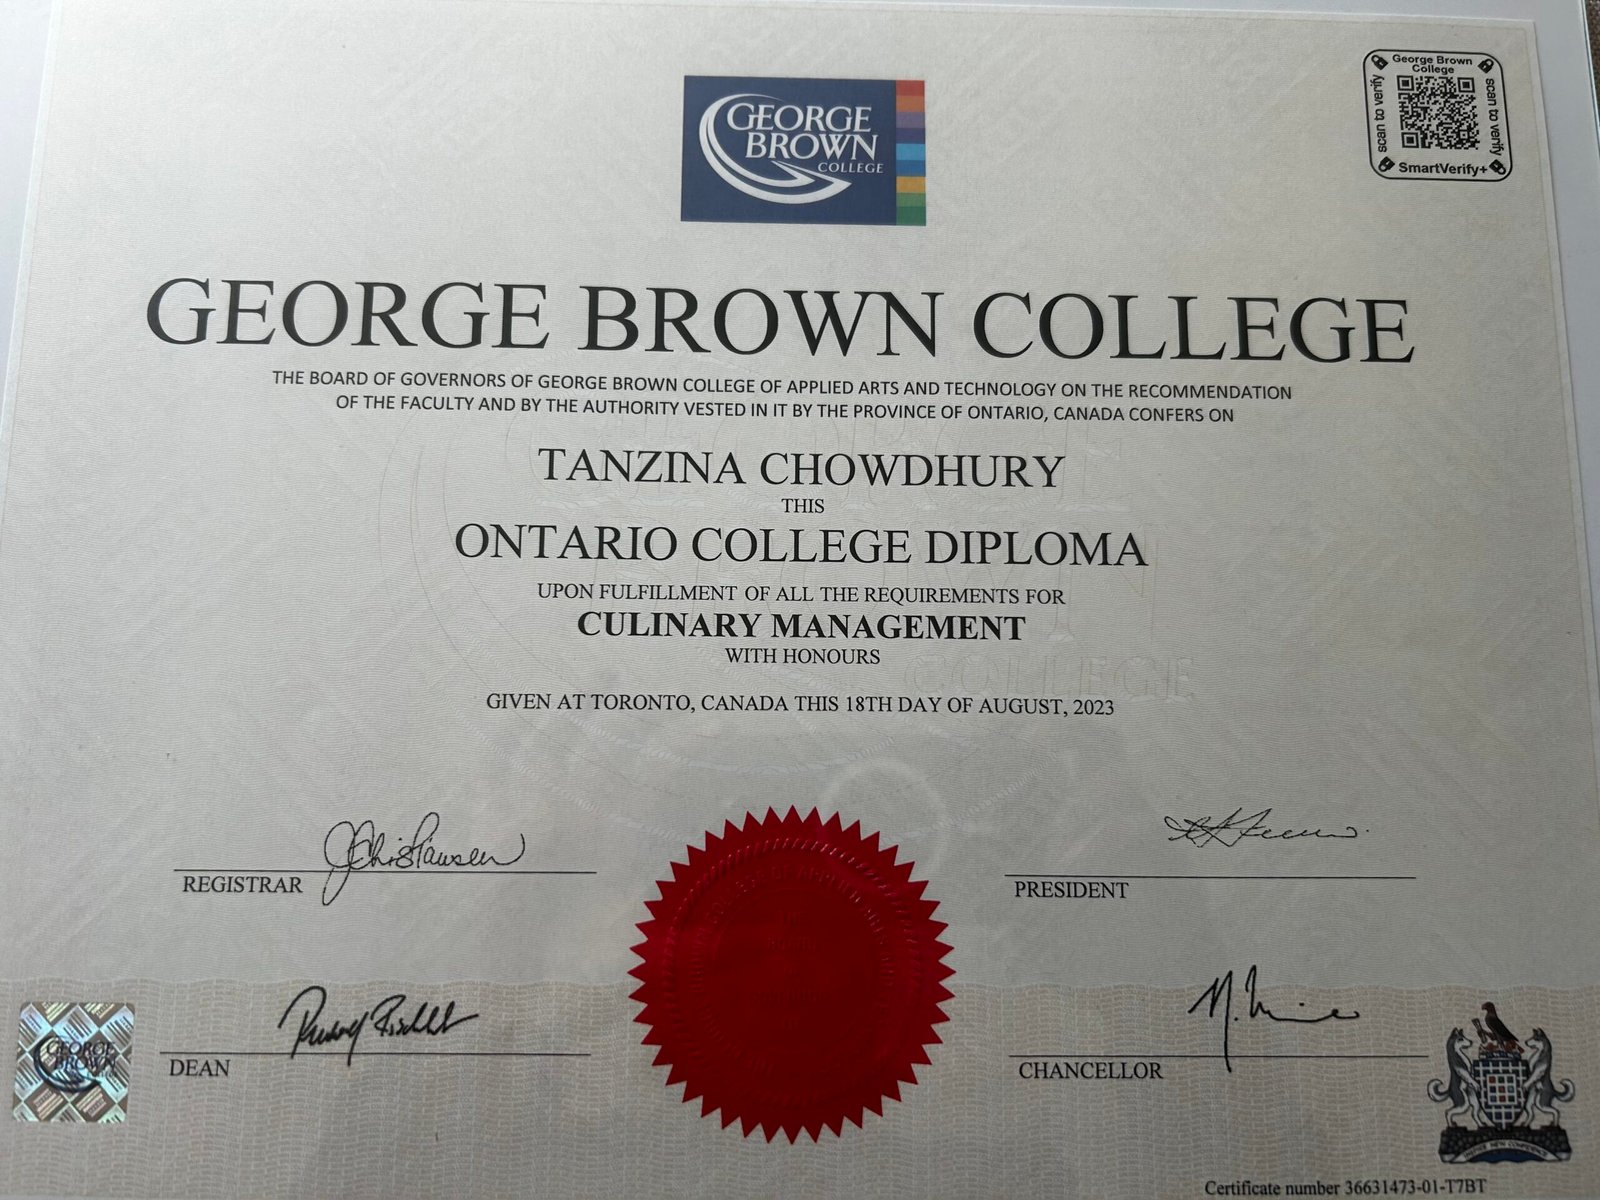 GEORGE
BROWN
COLLEGE
George Brown
College
scan to verify
scan to verify
SmartVerify+
GEORGE BROWN COLLEGE
THE BOARD OF GOVERNORS OF GEORGE BROWN COLLEGE OF APPLIED ARTS AND TECHNOLOGY ON THE RECOMMENDATION
OF THE FACULTY AND BY THE AUTHORITY VESTED IN IT BY THE PROVINCE OF ONTARIO, CANADA CONFERS ON
TANZINA CHOWDHURY
THIS
ONTARIO COLLEGE DIPLOMA
UPON FULFILLMENT OF ALL THE REQUIREMENTS FOR
CULINARY MANAGEMENT
WITH HONOURS
COLLEGE
GIVEN AT TORONTO, CANADA THIS 18TH DAY OF AUGUST, 2023
REGISTRAR
PRESIDENT
DEAN
CHANCELLOR
GEORGE
BROWN
Certificate number 36631473-01-T7BT